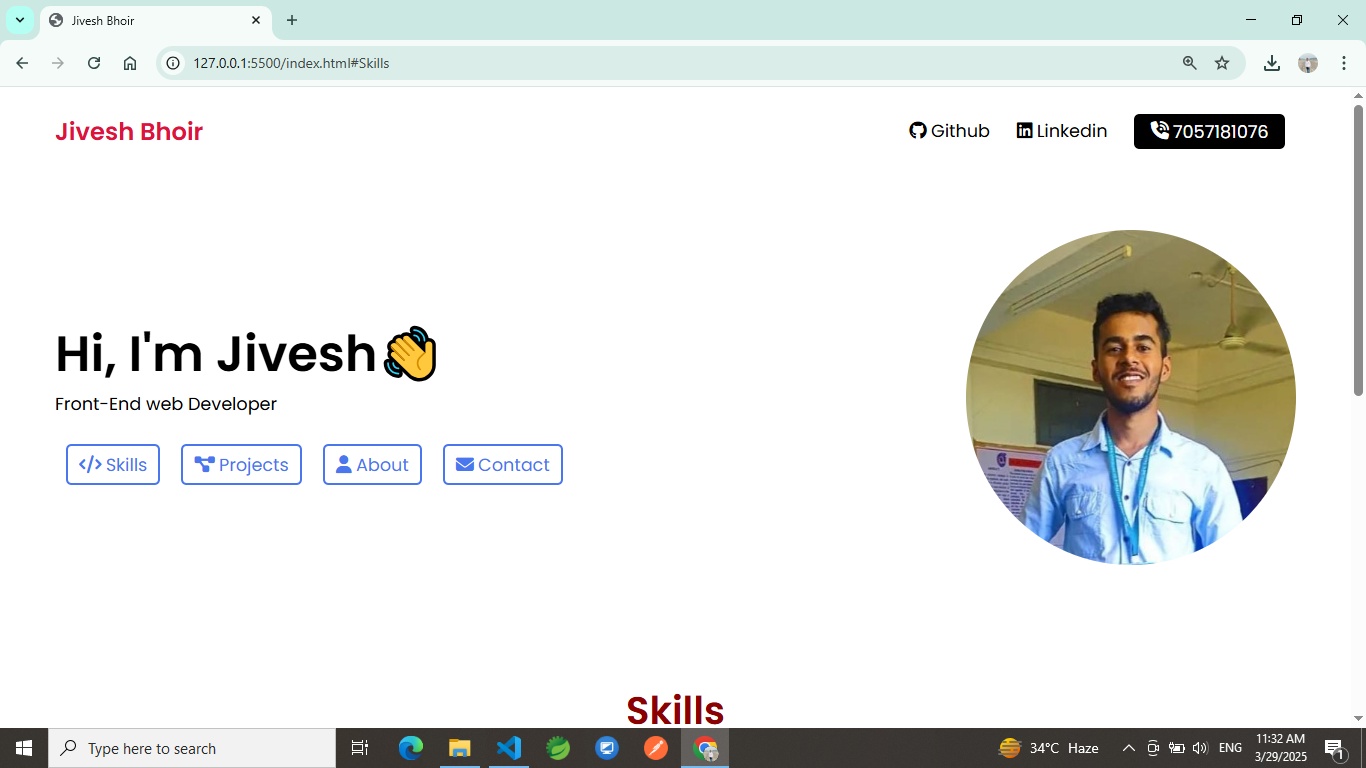 Jivesh Bhoir
127.0.0.1:5500/index.html#Skills
Jivesh Bhoir
Github
Linkedin
7057181076
Hi, I'm Jivesh
Front-End web Developer
Skills
Projects
About
Contact
Skills
Type here to search
34°C Haze
ENG
11:32 AM
3/29/2025
1